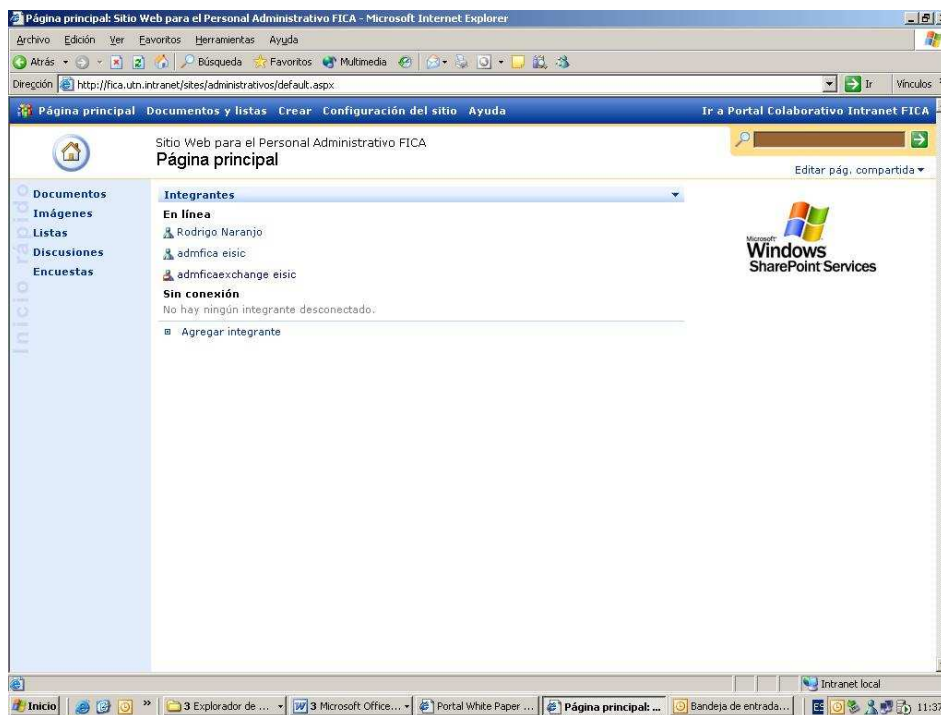 Página principal: Sitio Web para el Personal Administrativo FICA - Microsoft Internet Explorer
Archivo Edición Ver Favoritos Herramientas Ayuda
Atrás Búsqueda Favoritos Multimedia
Dirección http://fica.utn.intranet/sites/administrativos/default.aspx Ir Vínculos
Página principal Documentos y listas Crear Configuración del sitio Ayuda Ir a Portal Colaborativo Intranet FICA
Sitio Web para el Personal Administrativo FICA
Página principal
Editar pág. compartida
Inicio rápido
Documentos
Imágenes
Listas
Discusiones
Encuestas
Integrantes
En línea
Rodrigo Naranjo
admfica eisic
admficaexchange eisic
Sin conexión
No hay ningún integrante desconectado.
Agregar integrante
Microsoft
Windows
SharePoint Services
Intranet local
Inicio » 3 Explorador de ... 3 Microsoft Office... Portal White Paper ... Página principal: ... Bandeja de entrada... ES